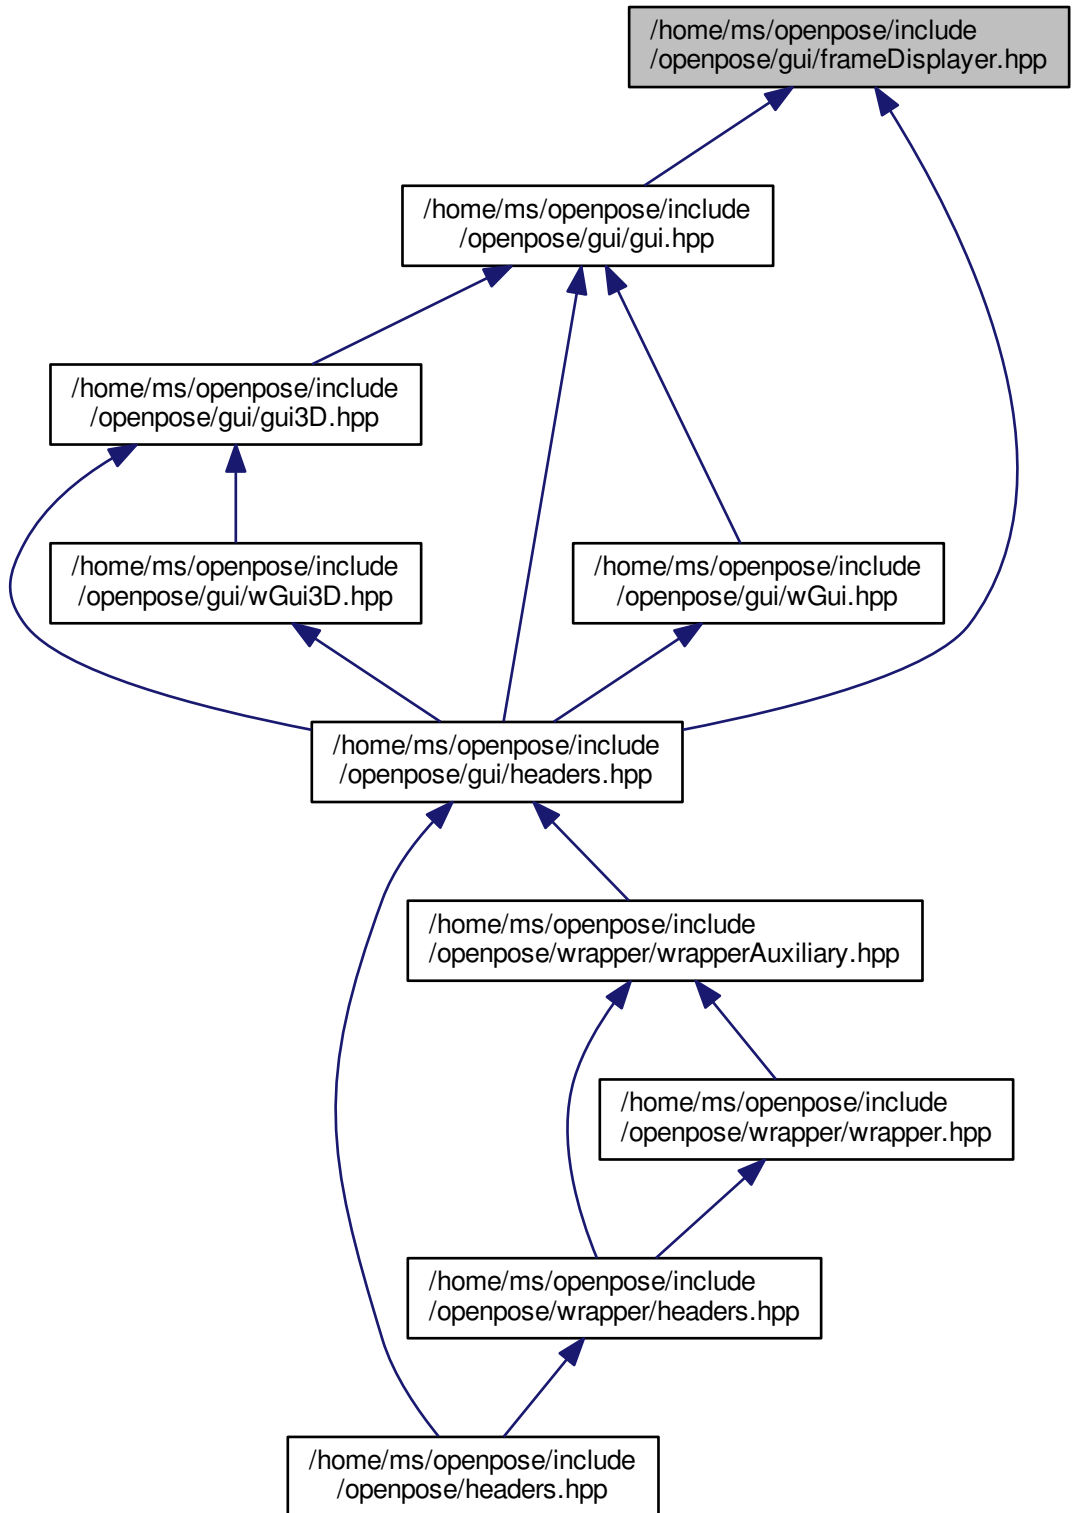 /home/ms/openpose/include
/openpose/gui/frameDisplayer.hpp
/home/ms/openpose/include
/openpose/gui/gui.hpp
/home/ms/openpose/include
/openpose/gui/gui3D.hpp
/home/ms/openpose/include
/openpose/gui/wGui3D.hpp
/home/ms/openpose/include
/openpose/gui/wGui.hpp
/home/ms/openpose/include
/openpose/gui/headers.hpp
/home/ms/openpose/include
/openpose/wrapper/wrapperAuxiliary.hpp
/home/ms/openpose/include
/openpose/wrapper/wrapper.hpp
/home/ms/openpose/include
/openpose/wrapper/headers.hpp
/home/ms/openpose/include
/openpose/headers.hpp